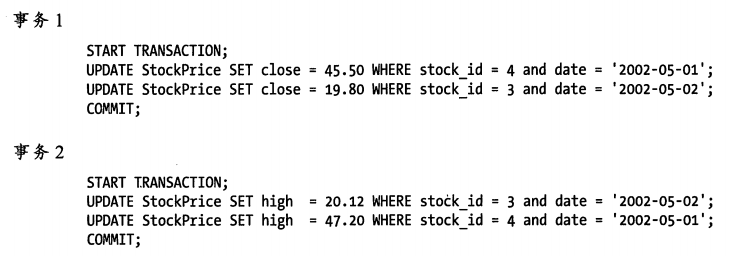 事务 1
START TRANSACTION;
UPDATE StockPrice SET close = 45.50 WHERE stock_id = 4 and date = '2002-05-01';
UPDATE StockPrice SET close = 19.80 WHERE stock_id = 3 and date = '2002-05-02';
COMMIT;
事务 2
START TRANSACTION;
UPDATE StockPrice SET high  = 20.12 WHERE stock_id = 3 and date = '2002-05-02';
UPDATE StockPrice SET high  = 47.20 WHERE stock_id = 4 and date = '2002-05-01';
COMMIT;